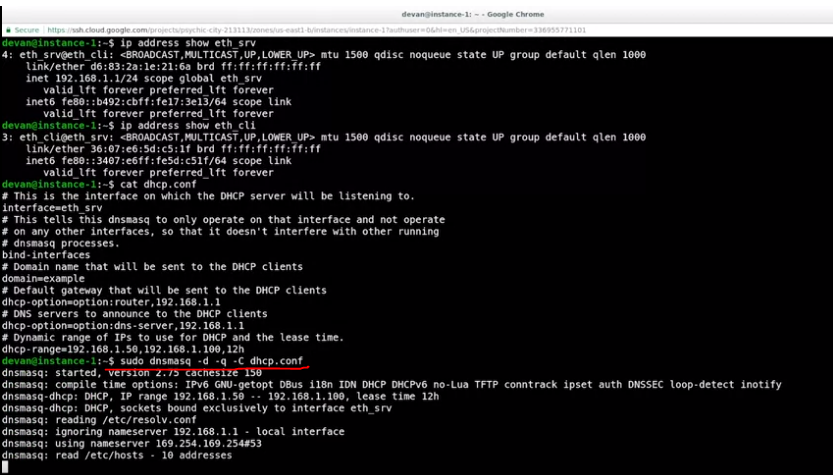 devan@instance-1: ~ - Google Chrome
Secure | https://ssh.cloud.google.com/projects/psychic-city-213113/zones/us-east1-b/instances/instance-1?authuser=0&hl=en_US&projectNumber=336955771101
devan@instance-1:~$ ip address show eth_srv
4: eth_srv@eth_cli: <BROADCAST,MULTICAST,UP,LOWER_UP> mtu 1500 qdisc noqueue state UP group default qlen 1000
link/ether d6:83:2a:1e:21:6a brd ff:ff:ff:ff:ff:ff
inet 192.168.1.1/24 scope global eth_srv
valid_lft forever preferred_lft forever
inet6 fe80::b492:cbff:fe17:3e13/64 scope link
valid_lft forever preferred_lft forever
devan@instance-1:~$ ip address show eth_cli
3: eth_cli@eth_srv: <BROADCAST,MULTICAST,UP,LOWER_UP> mtu 1500 qdisc noqueue state UP group default qlen 1000
link/ether 36:07:e6:5d:c5:1f brd ff:ff:ff:ff:ff:ff
inet6 fe80::3407:e6ff:fe5d:c51f/64 scope link
valid_lft forever preferred_lft forever
devan@instance-1:~$ cat dhcp.conf
# This is the interface on which the DHCP server will be listening to.
interface=eth_srv
# This tells this dnsmasq to only operate on that interface and not operate
# on any other interfaces, so that it doesn't interfere with other running
# dnsmasq processes.
bind-interfaces
# Domain name that will be sent to the DHCP clients
domain=example
# Default gateway that will be sent to the DHCP clients
dhcp-option=option:router,192.168.1.1
# DNS servers to announce to the DHCP clients
dhcp-option=option:dns-server,192.168.1.1
# Dynamic range of IPs to use for DHCP and the lease time.
dhcp-range=192.168.1.50,192.168.1.100,12h
devan@instance-1:~$ sudo dnsmasq -d -q -C dhcp.conf
dnsmasq: started, version 2.75 cachesize 150
dnsmasq: compile time options: IPv6 GNU-getopt DBus i18n IDN DHCP DHCPv6 no-Lua TFTP conntrack ipset auth DNSSEC loop-detect inotify
dnsmasq-dhcp: DHCP, IP range 192.168.1.50 -- 192.168.1.100, lease time 12h
dnsmasq-dhcp: DHCP, sockets bound exclusively to interface eth_srv
dnsmasq: reading /etc/resolv.conf
dnsmasq: ignoring nameserver 192.168.1.1 - local interface
dnsmasq: using nameserver 169.254.169.254#53
dnsmasq: read /etc/hosts - 10 addresses